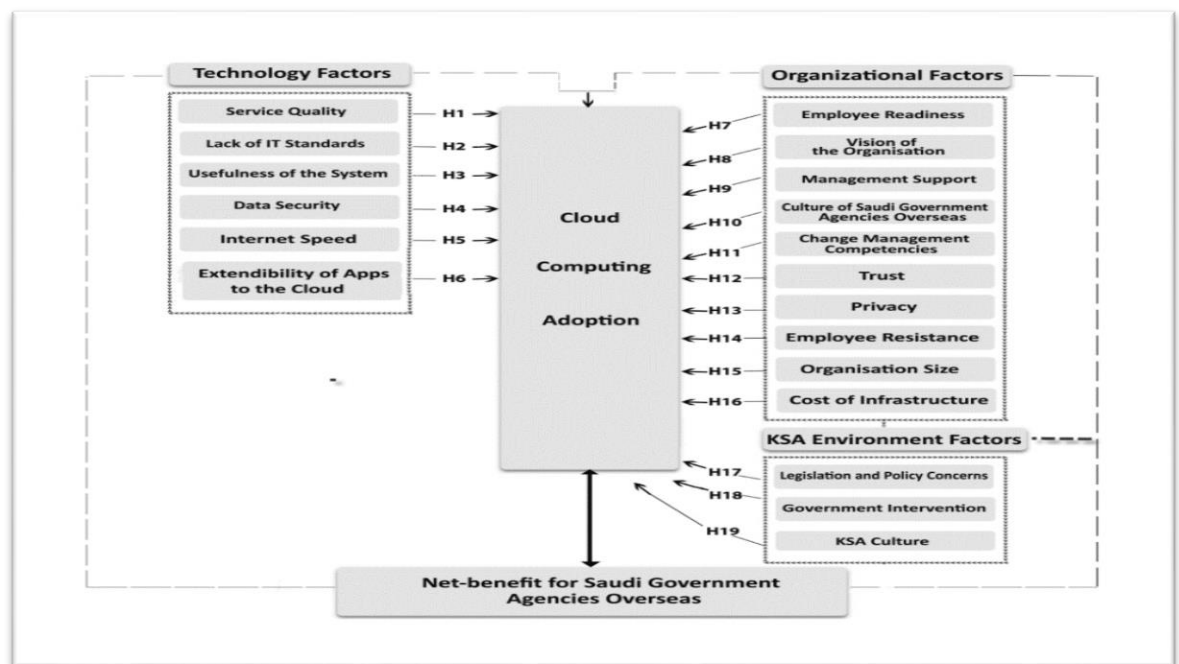 Technology Factors
Service Quality
Lack of IT Standards
Usefulness of the System
Data Security
Internet Speed
Extendibility of Apps
to the Cloud
H1
H2
H3
H4
H5
H6
Cloud
Computing
Adoption
Organizational Factors
H7
H8
H9
H10
H11
H12
H13
H14
H15
H16
Employee Readiness
Vision of
the Organisation
Management Support
Culture of Saudi Government
Agencies Overseas
Change Management
Competencies
Trust
Privacy
Employee Resistance
Organisation Size
Cost of Infrastructure
KSA Environment Factors
H17
H18
H19
Legislation and Policy Concerns
Government Intervention
KSA Culture
Net-benefit for Saudi Government
Agencies Overseas